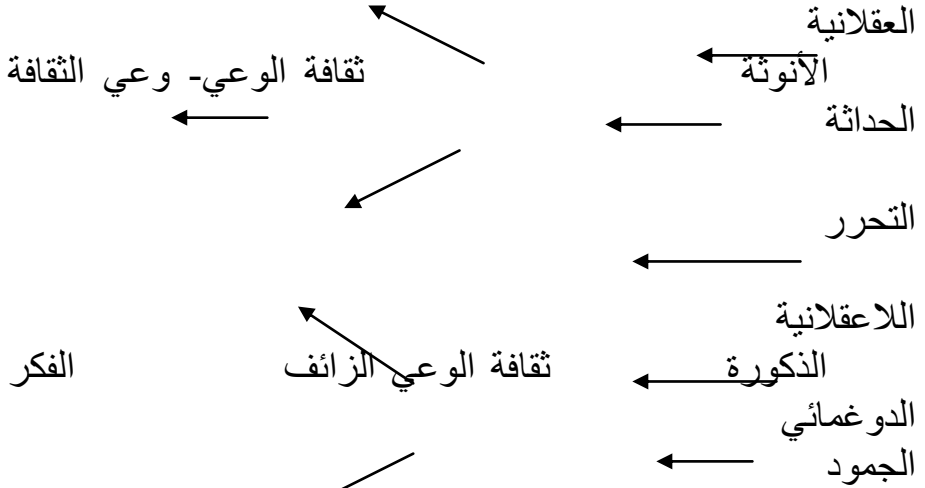 العقلانية
الأنوثة ثقافة الوعي- وعي الثقافة
الحداثة
التحرر
اللاعقلانية
الذكورة ثقافة الوعي الزائف الفكر
الدوغمائي
الجمود